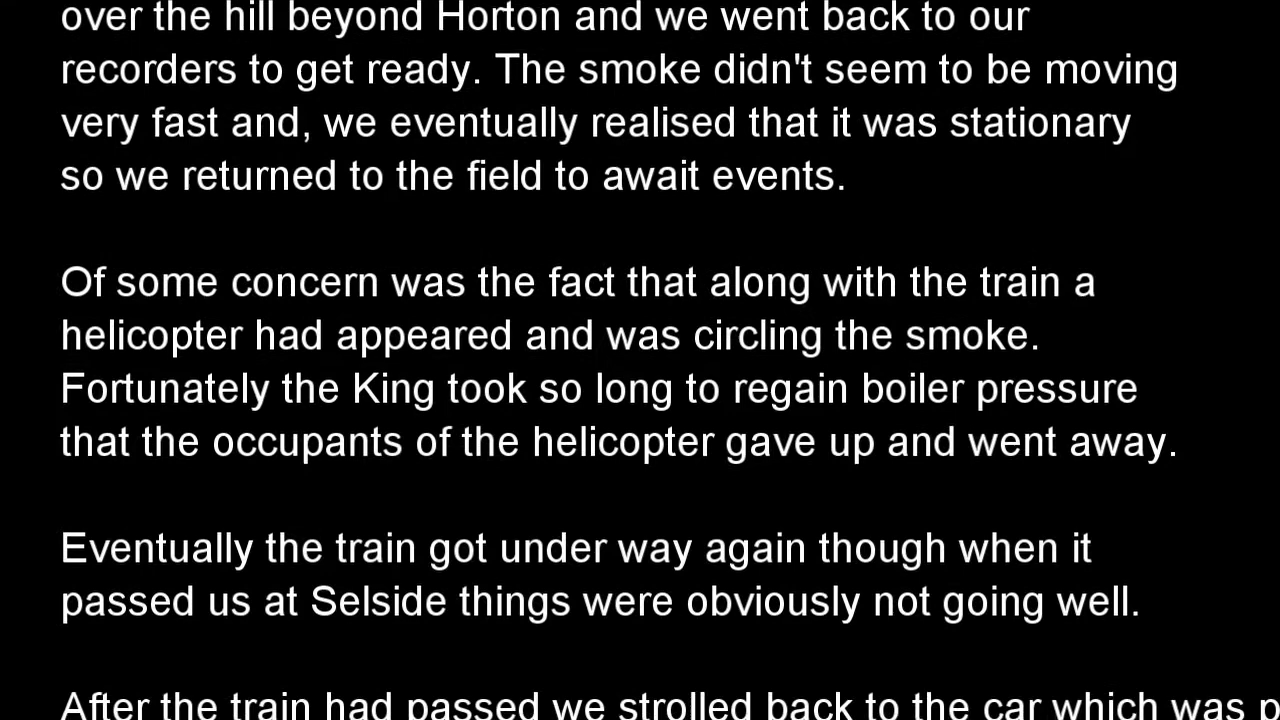 over the hill beyond Horton and we went back to our
recorders to get ready. The smoke didn't seem to be moving
very fast and, we eventually realised that it was stationary
so we returned to the field to await events.
Of some concern was the fact that along with the train a
helicopter had appeared and was circling the smoke.
Fortunately the King took so long to regain boiler pressure
that the occupants of the helicopter gave up and went away.
Eventually the train got under way again though when it
passed us at Selside things were obviously not going well.
After the train had passed we strolled back to the car which was